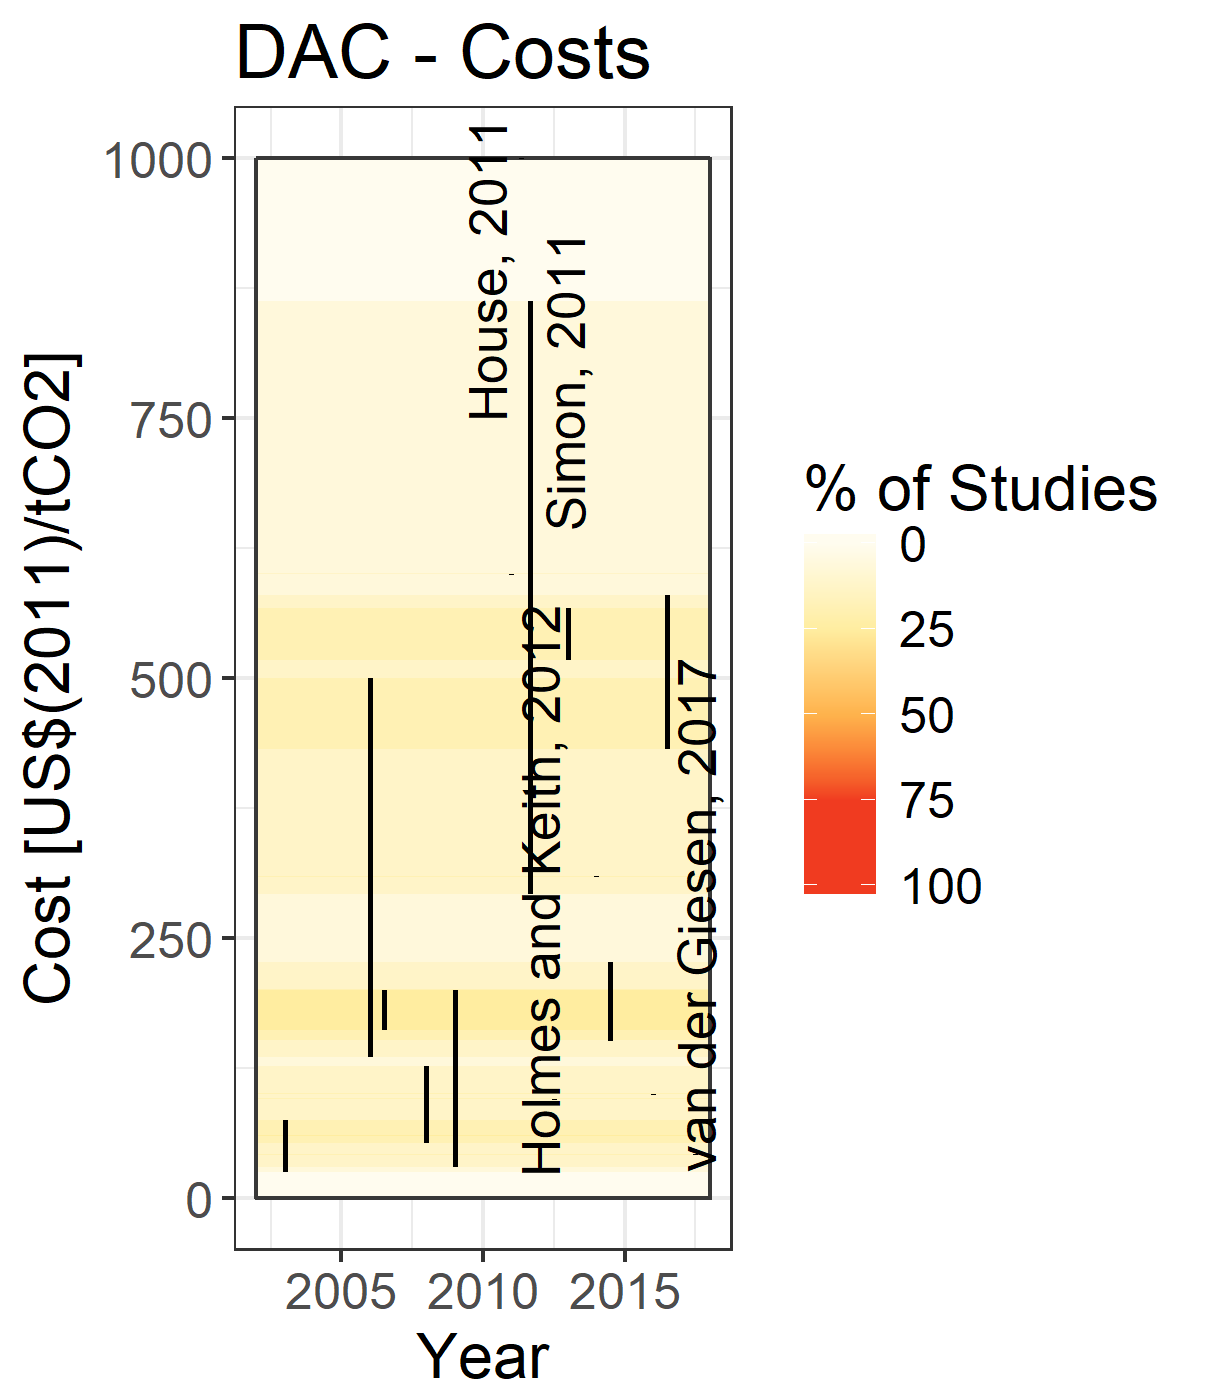 DAC - Costs
Cost [US$(2011)/tCO2]
1000
750
500
250
0
House, 2011
Simon, 2011
Holmes and Keith, 2012
van der Giesen, 2017
2005 2010 2015
Year
% of Studies
0
25
50
75
100